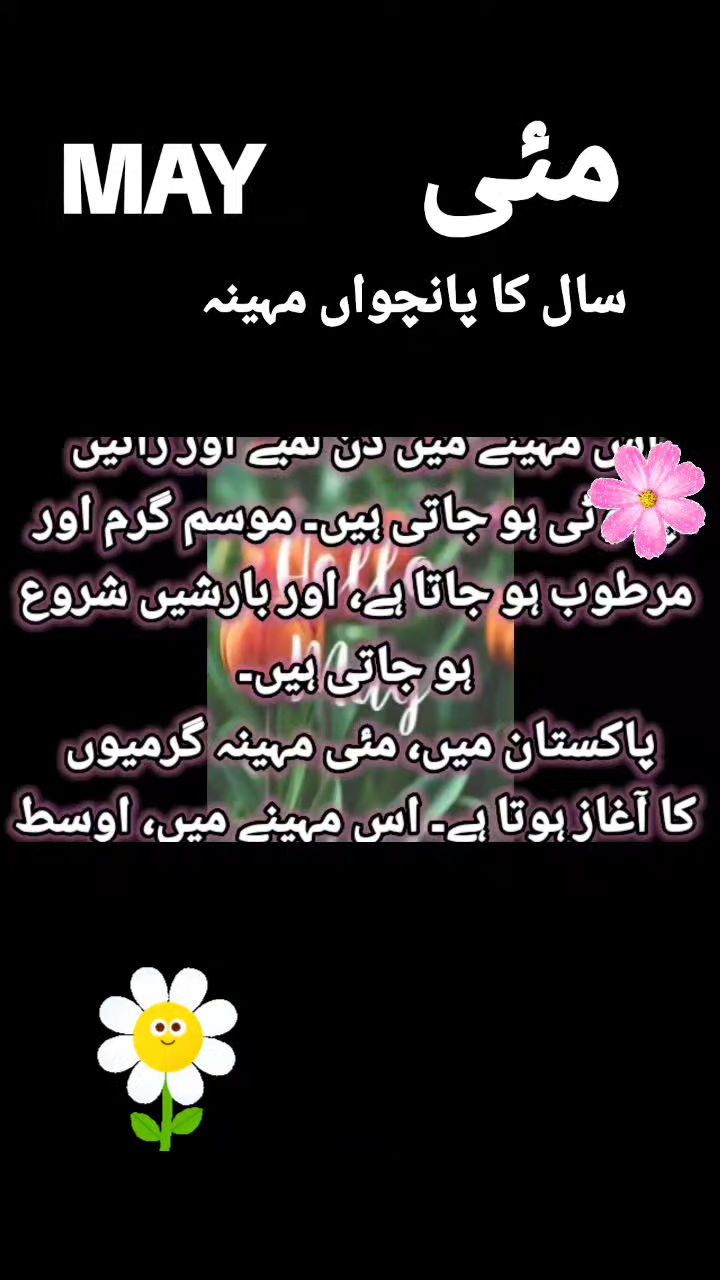 MAY مئی
سال کا پانچواں مہینہ
اس مہینے میں دن لمبے اور راتیں
ہو جاتی ہیں۔ موسم گرم اور
Hello
مرطوب ہو جاتا ہے، اور بارشیں شروع
ہو جاتی ہیں۔
May
پاکستان میں، مئی مہینہ گرمیوں
کا آغاز ہوتا ہے۔ اس مہینے میں، اوسط